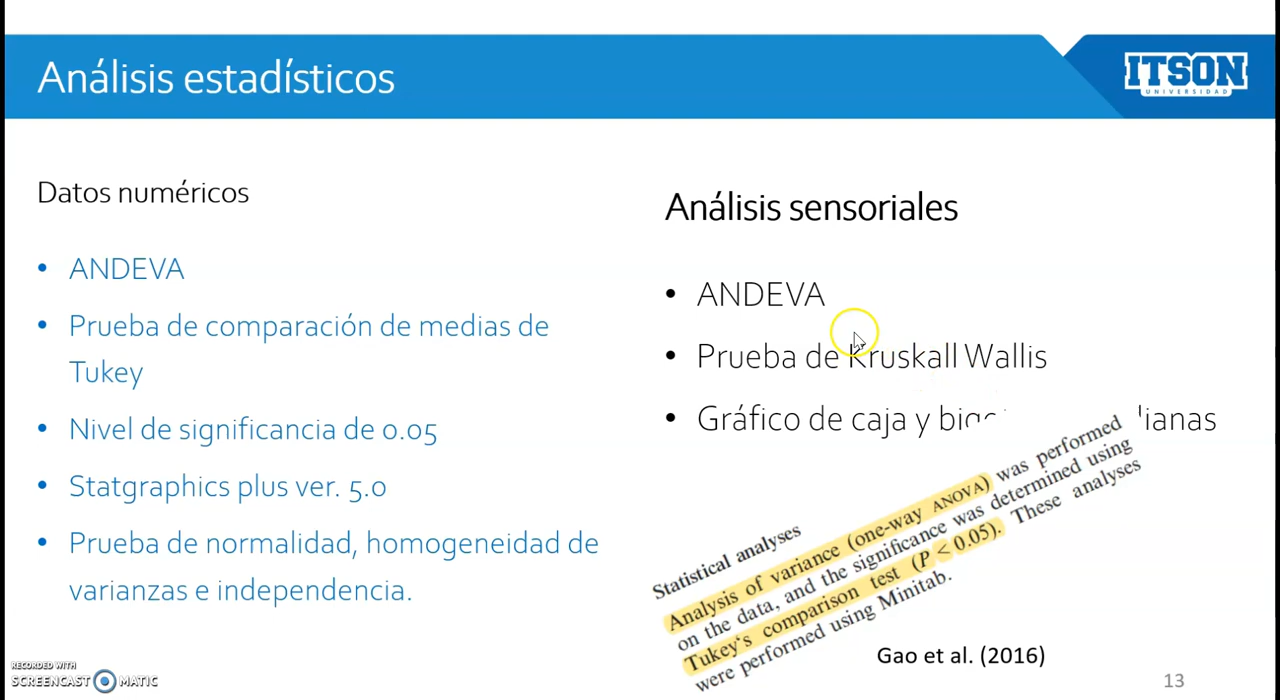 Análisis estadísticos
ITSON
UNIVERSIDAD
Datos numéricos
• ANDEVA
• Prueba de comparación de medias de
Tukey
• Nivel de significancia de 0.05
• Statgraphics plus ver. 5.0
• Prueba de normalidad, homogeneidad de
varianzas e independencia.
Análisis sensoriales
• ANDEVA
• Prueba de Kruskall Wallis
• Gráfico de caja y
Statistical analyses
Analysis of variance (one-way ANOVA) was performed
on the data, and the significance was determined using
Tukey's comparison test (P < 0.05). These analyses
were performed using Minitab.
Gao et al. (2016)
RECORDED WITH
SCREENCAST MATIC
13